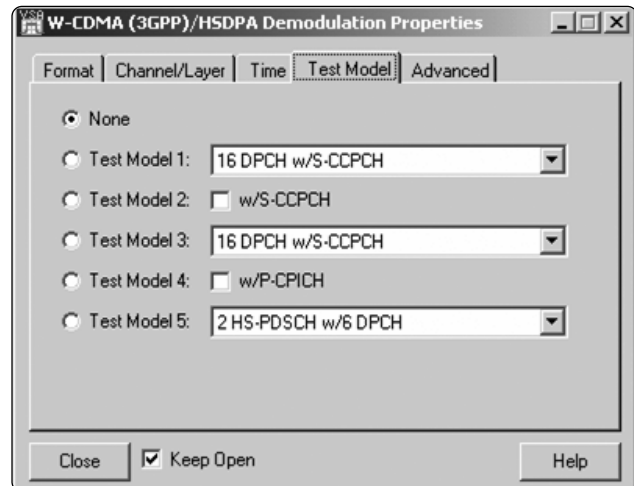 VSA W-CDMA (3GPP)/HSDPA Demodulation Properties
Format Channel/Layer Time Test Model Advanced
None
Test Model 1: 16 DPCH w/S-CCPCH
Test Model 2: w/S-CCPCH
Test Model 3: 16 DPCH w/S-CCPCH
Test Model 4: w/P-CPICH
Test Model 5: 2 HS-PDSCH w/6 DPCH
Close Keep Open Help